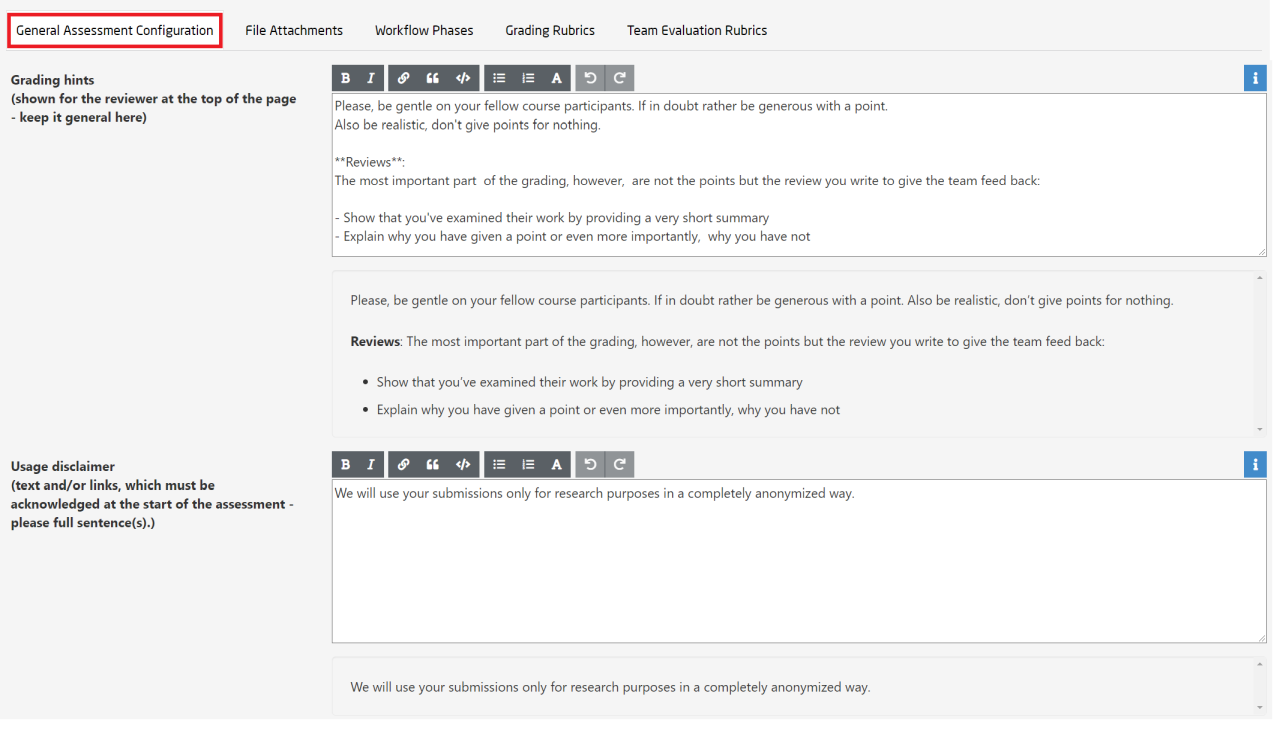 General Assessment Configuration File Attachments Workflow Phases Grading Rubrics Team Evaluation Rubrics
Grading hints
(shown for the reviewer at the top of the page
- keep it general here)
B I A i
Please, be gentle on your fellow course participants. If in doubt rather be generous with a point.
Also be realistic, don't give points for nothing.
**Reviews**:
The most important part  of the grading, however,  are not the points but the review you write to give the team feed back:
- Show that you've examined their work by providing a very short summary
- Explain why you have given a point or even more importantly,  why you have not
Please, be gentle on your fellow course participants. If in doubt rather be generous with a point. Also be realistic, don’t give points for nothing.
Reviews: The most important part of the grading, however, are not the points but the review you write to give the team feed back:
• Show that you’ve examined their work by providing a very short summary
• Explain why you have given a point or even more importantly, why you have not
Usage disclaimer
(text and/or links, which must be
acknowledged at the start of the assessment -
please full sentence(s).)
B I A i
We will use your submissions only for research purposes in a completely anonymized way.
We will use your submissions only for research purposes in a completely anonymized way.